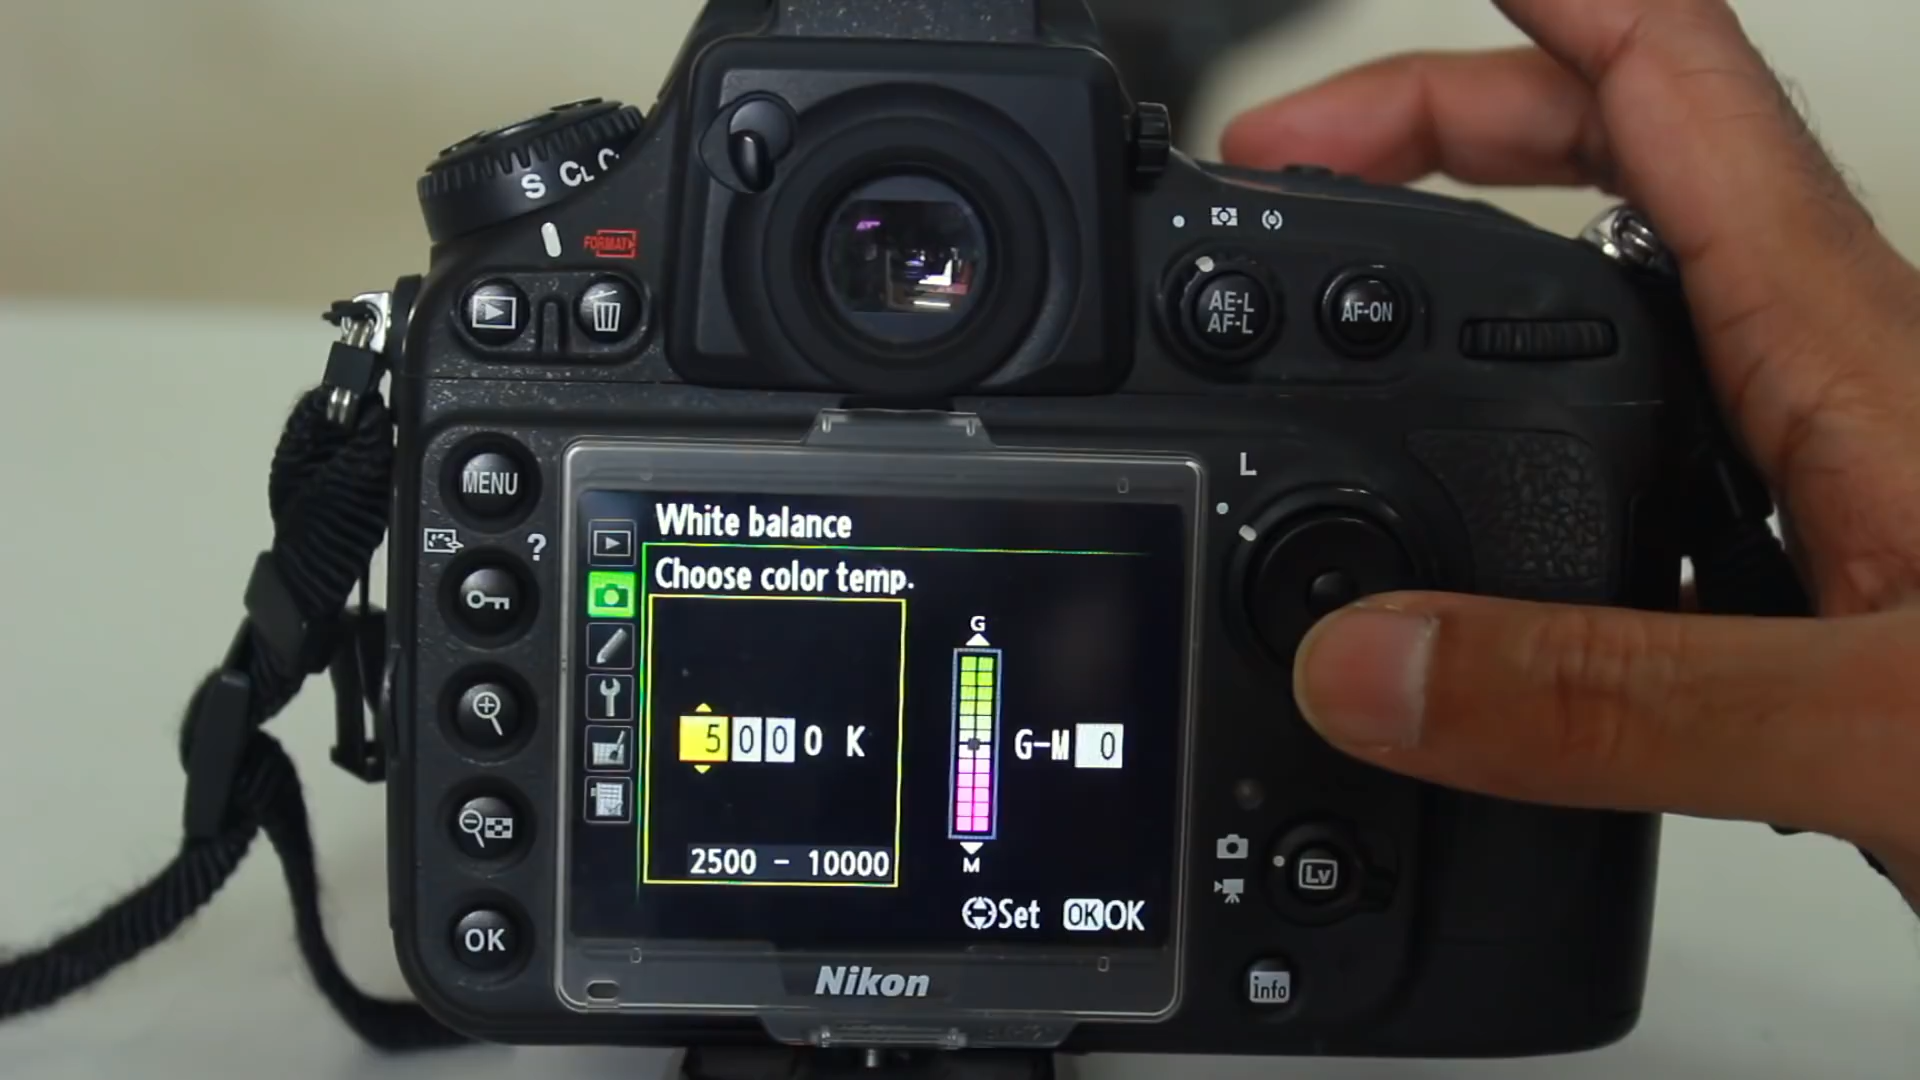 S CL C
FORMAT
AE-L
AF-L
AF-ON
MENU
?
L
White balance
Choose color temp.
G
5000 K
G-M 0
2500 - 10000
M
Set OK OK
OK
Lv
info
Nikon